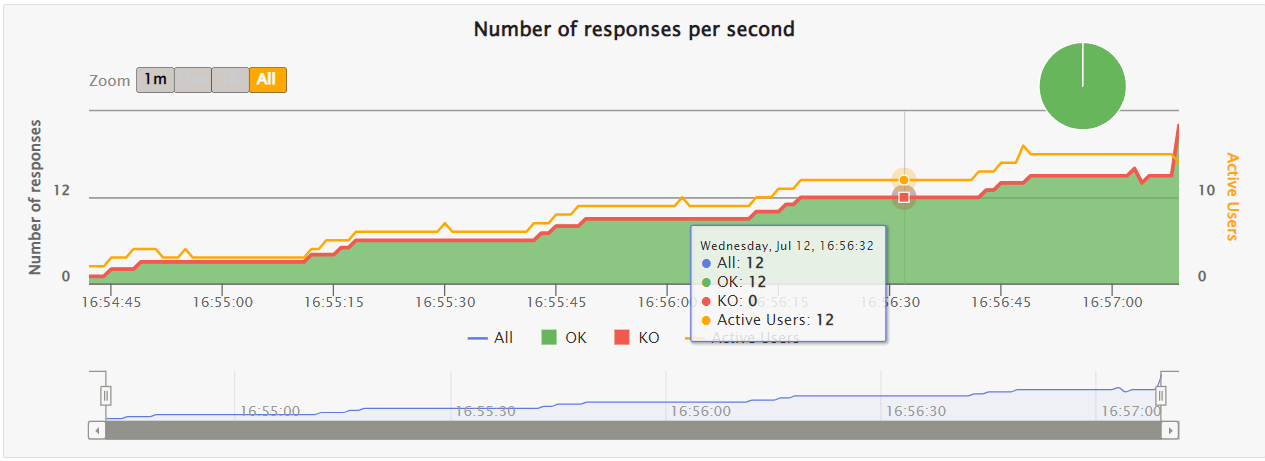 Number of responses per second
Zoom 1m All
Number of responses
12
0
Active Users
10
0
16:54:45 16:55:00 16:55:15 16:55:30 16:55:45 16:56:00 16:56:15 16:56:30 16:56:45 16:57:00
Wednesday, Jul 12, 16:56:32
All: 12
OK: 12
KO: 0
Active Users: 12
All OK KO Active Users
16:55:00 16:55:30 16:56:00 16:56:30 16:57:00